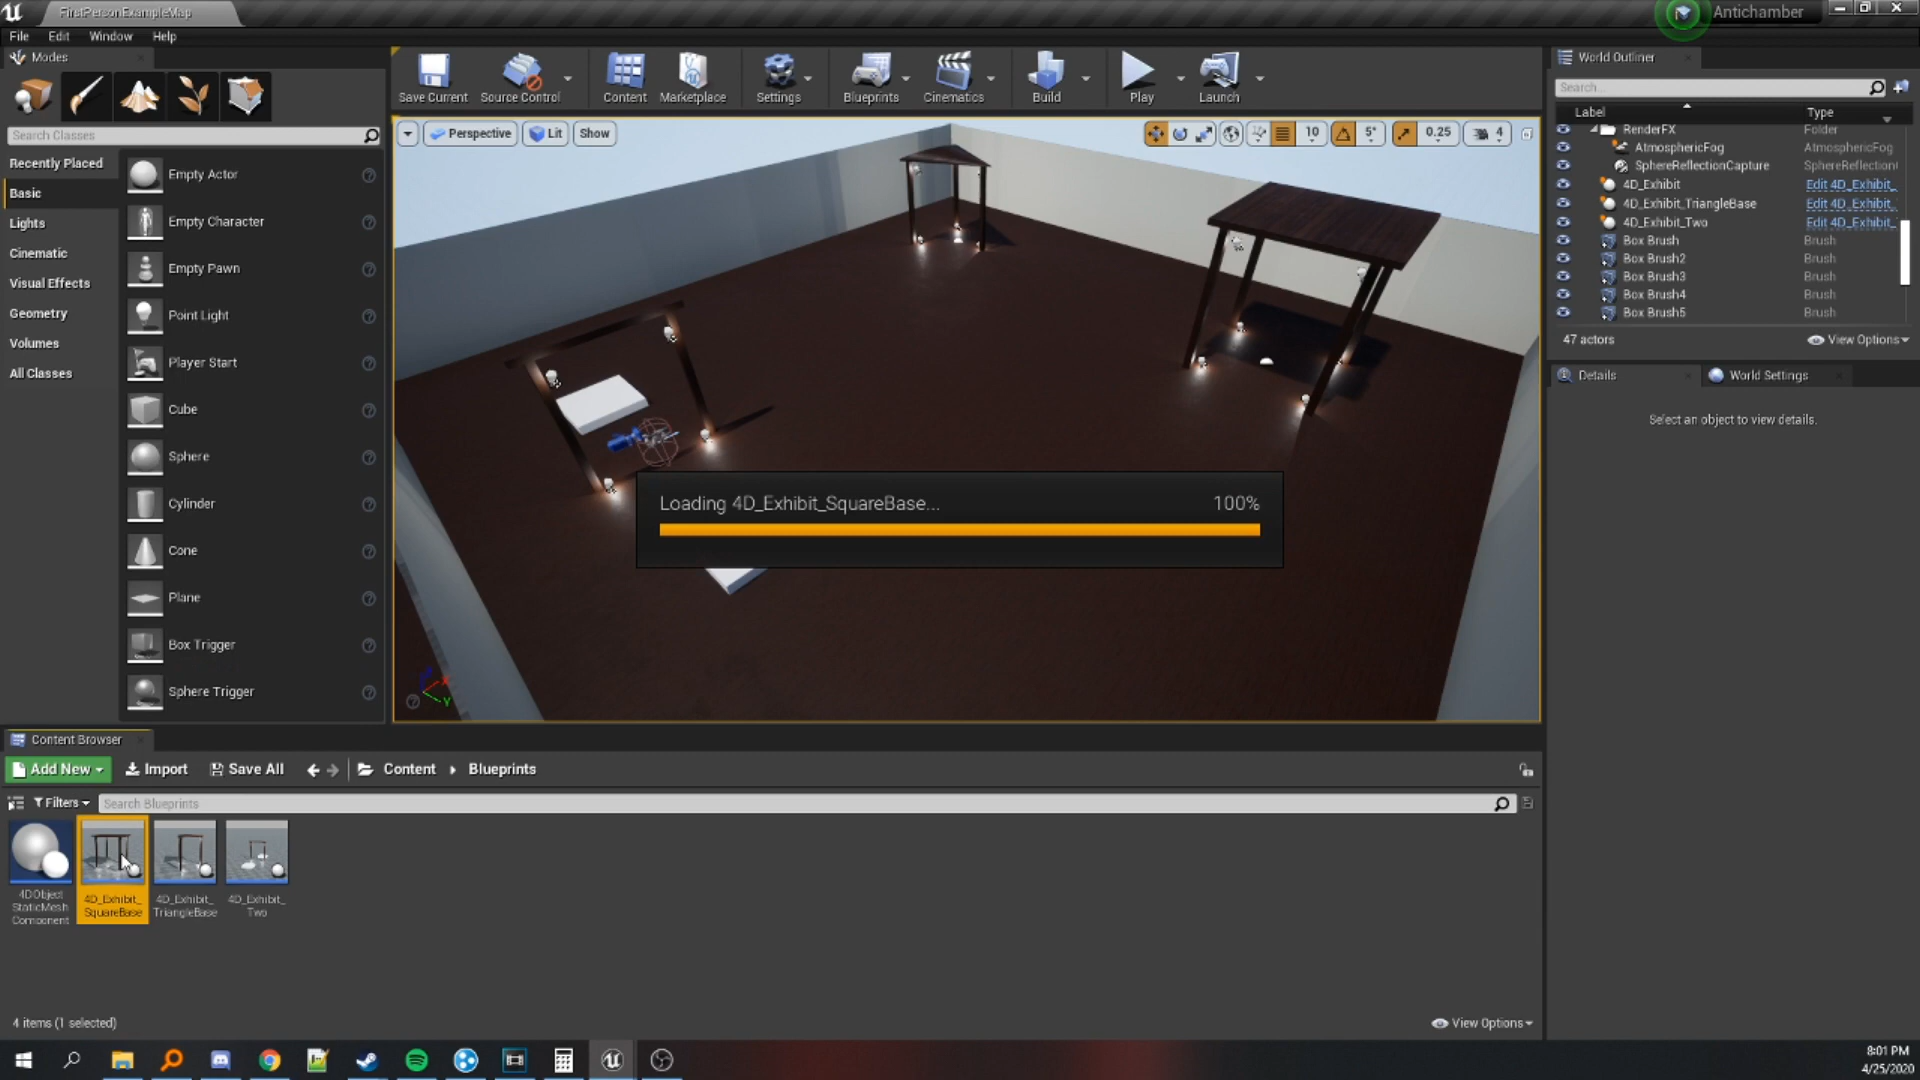 FirstPersonExampleMap
Antichamber
File Edit Window Help
Modes
Search Classes
Recently Placed
Basic
Lights
Cinematic
Visual Effects
Geometry
Volumes
All Classes
Empty Actor
Empty Character
Empty Pawn
Point Light
Player Start
Cube
Sphere
Cylinder
Cone
Plane
Box Trigger
Sphere Trigger
Save Current
Source Control
Content
Marketplace
Settings
Blueprints
Cinematics
Build
Play
Launch
Perspective
Lit
Show
10
5°
0.25
4
X
Y
Loading 4D_Exhibit_SquareBase...
100%
World Outliner
Search...
Label Type
RenderFX Folder
AtmosphericFog AtmosphericFog
SphereReflectionCapture SphereReflection
4D_Exhibit Edit 4D_Exhibit_
4D_Exhibit_TriangleBase Edit 4D_Exhibit_
4D_Exhibit_Two Edit 4D_Exhibit_
Box Brush Brush
Box Brush2 Brush
Box Brush3 Brush
Box Brush4 Brush
Box Brush5 Brush
47 actors
View Options
Details
World Settings
Select an object to view details.
Content Browser
Add New
Import
Save All
Content
Blueprints
Filters
Search Blueprints
4DObject
StaticMesh
Component
4D_Exhibit_
SquareBase
4D_Exhibit_
TriangleBase
4D_Exhibit_
Two
4 items (1 selected)
View Options
8:01 PM
4/25/2020